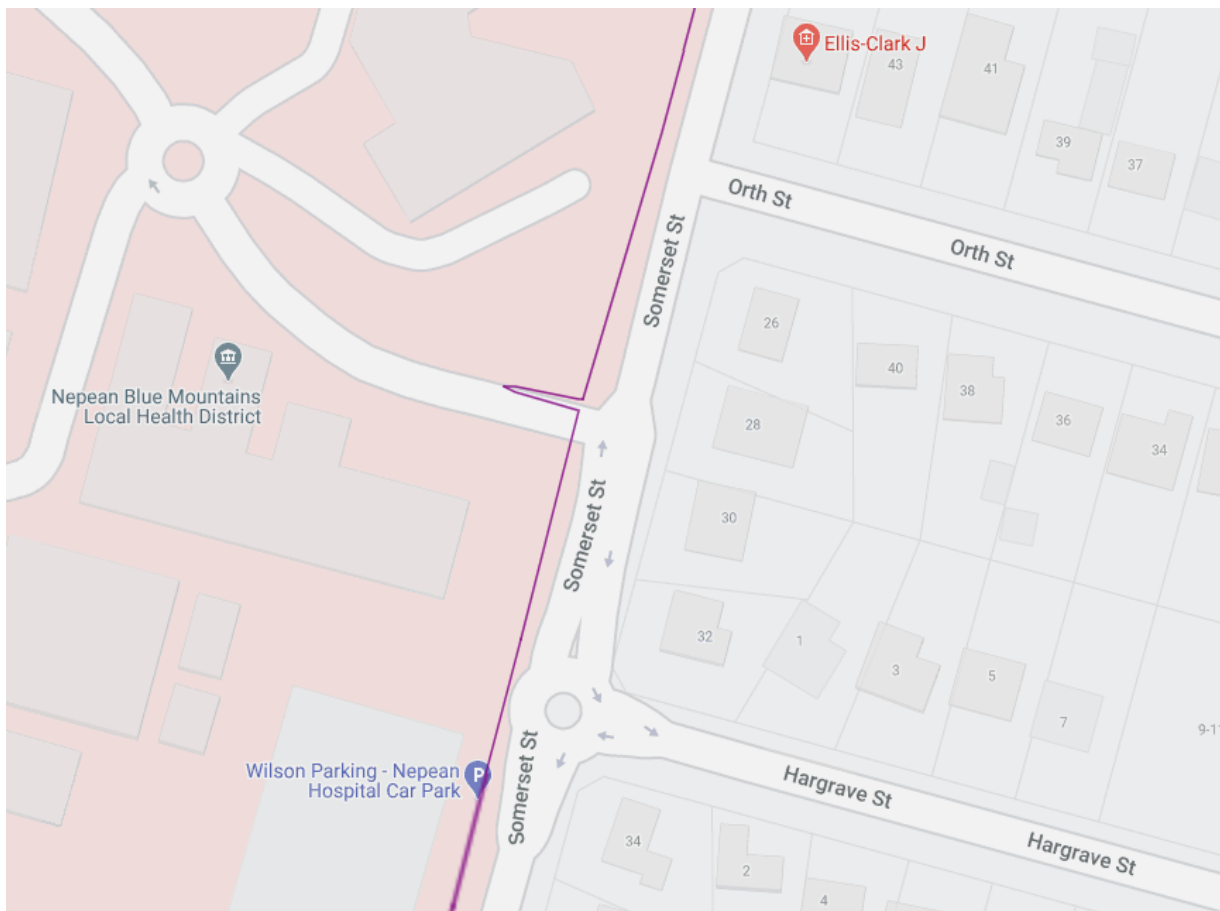 Ellis-Clark J
43
41
39
37
Orth St
Orth St
Somerset St
26
40
38
36
34
28
Nepean Blue Mountains
Local Health District
30
Somerset St
32
1
3
5
7
Somerset St
P
Wilson Parking - Nepean
Hospital Car Park
Hargrave St
Hargrave St
34
2
4